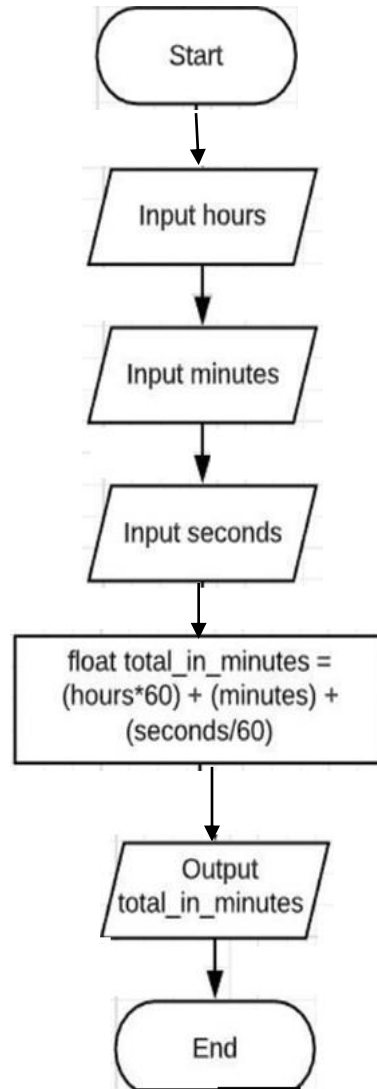 Start
Input hours
Input minutes
Input seconds
float total_in_minutes =
(hours*60) + (minutes) +
(seconds/60)
Output
total_in_minutes
End